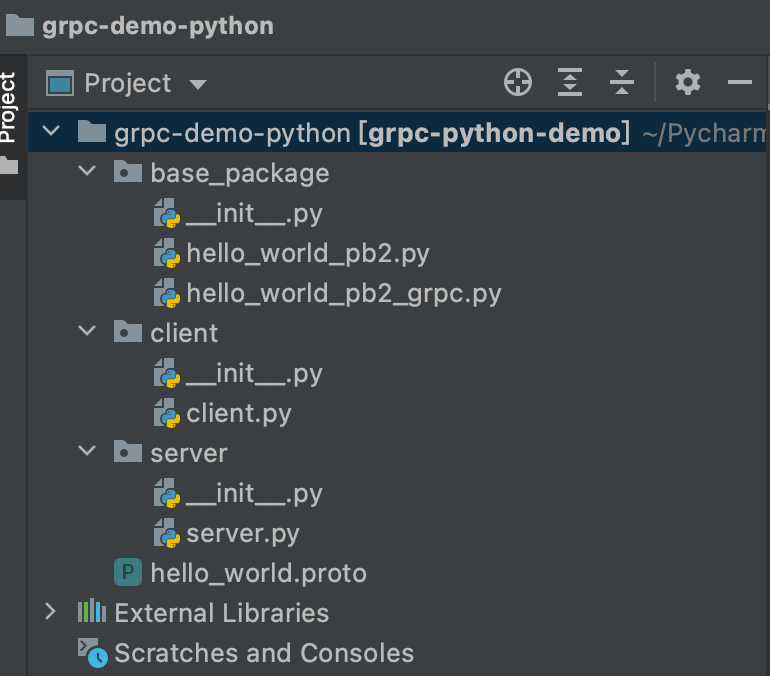 grpc-demo-python
Project
Project
grpc-demo-python [grpc-python-demo] ~/Pycharm
base_package
__init__.py
hello_world_pb2.py
hello_world_pb2_grpc.py
client
__init__.py
client.py
server
__init__.py
server.py
P hello_world.proto
External Libraries
Scratches and Consoles